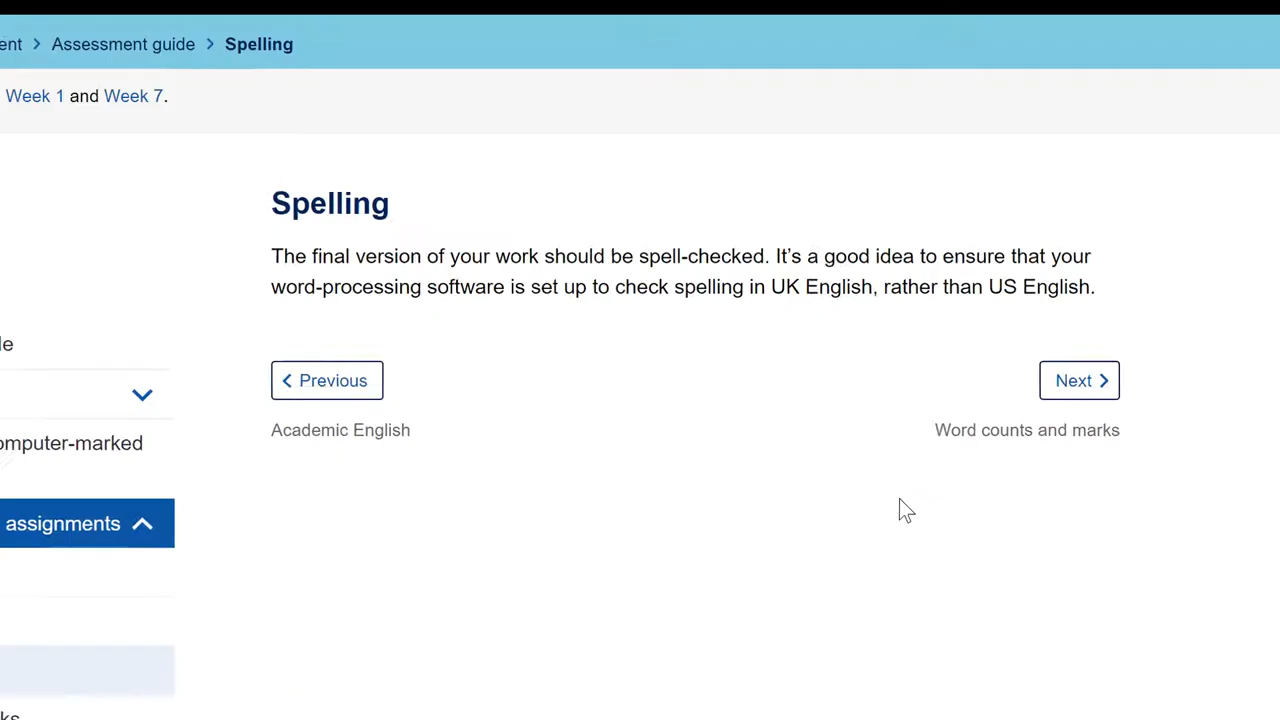 ent > Assessment guide > Spelling
Week 1 and Week 7.
Spelling
The final version of your work should be spell-checked. It’s a good idea to ensure that your
word-processing software is set up to check spelling in UK English, rather than US English.
le
Previous
Next
Academic English
Word counts and marks
omputer-marked
assignments
ks